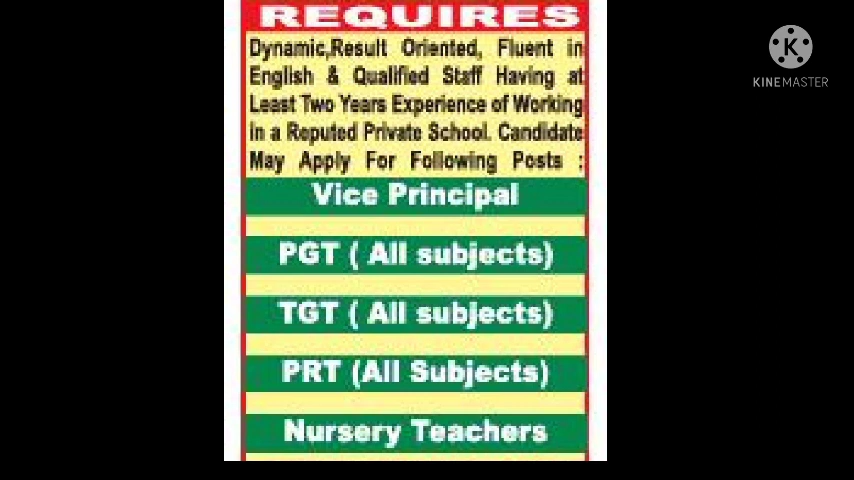 REQUIRES
Dynamic,Result Oriented, Fluent in
English & Qualified Staff Having at
Least Two Years Experience of Working
in a Reputed Private School. Candidate
May Apply For Following Posts :
Vice Principal
PGT ( All subjects)
TGT ( All subjects)
PRT (All Subjects)
Nursery Teachers
K
KINEMASTER